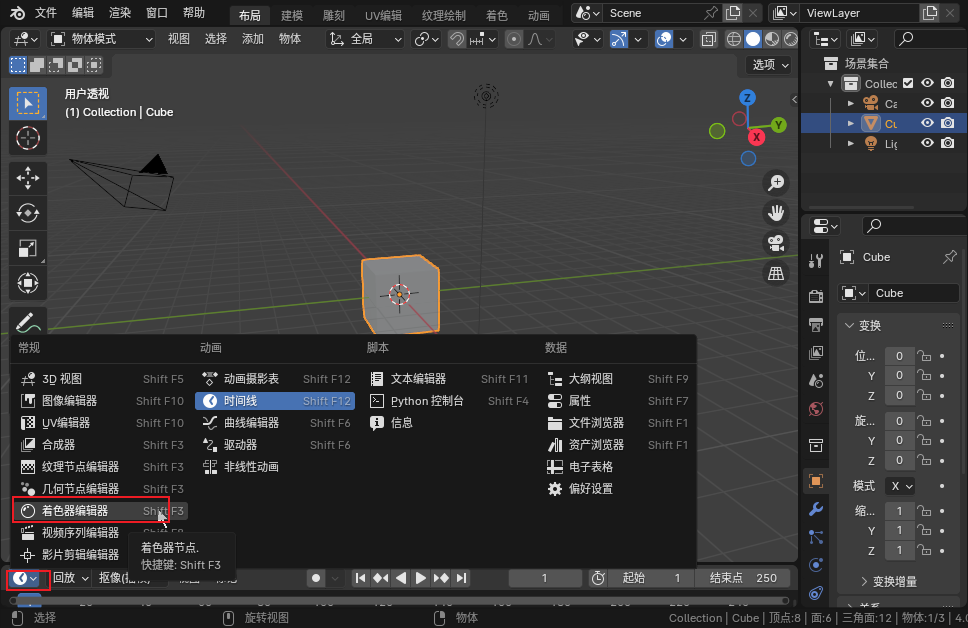 文件 编辑 渲染 窗口 帮助 布局 建模 雕刻 UV编辑 纹理绘制 着色 动画 Scene ViewLayer
物体模式 视图 选择 添加 物体 全局
选项
用户透视
(1) Collection | Cube
Z
Y
X
场景集合
Collec
Ca
Cu
Lig
Cube
Cube
变换
位... 0
Y 0
Z 0
旋... 0
Y 0
Z 0
模式 X
缩... 1
Y 1
Z 1
变换增量
常规 动画 脚本 数据
3D 视图 Shift F5 动画摄影表 Shift F12 文本编辑器 Shift F11 大纲视图 Shift F9
图像编辑器 Shift F10 时间线 Shift F12 Python 控制台 Shift F4 属性 Shift F7
UV编辑器 Shift F10 曲线编辑器 Shift F6 信息 文件浏览器 Shift F1
合成器 Shift F3 驱动器 Shift F6 资产浏览器 Shift F1
纹理节点编辑器 Shift F3 非线性动画 电子表格
几何节点编辑器 Shift F3 偏好设置
着色器编辑器 Shift F3
视频序列编辑器
影片剪辑编辑器
着色器节点.
快捷键: Shift F3
回放 1 起始 1 结束点 250
选择 旋转视图 物体 Collection | Cube | 顶点:8 | 面:6 | 三角面:12 | 物体:1/3 | 4.